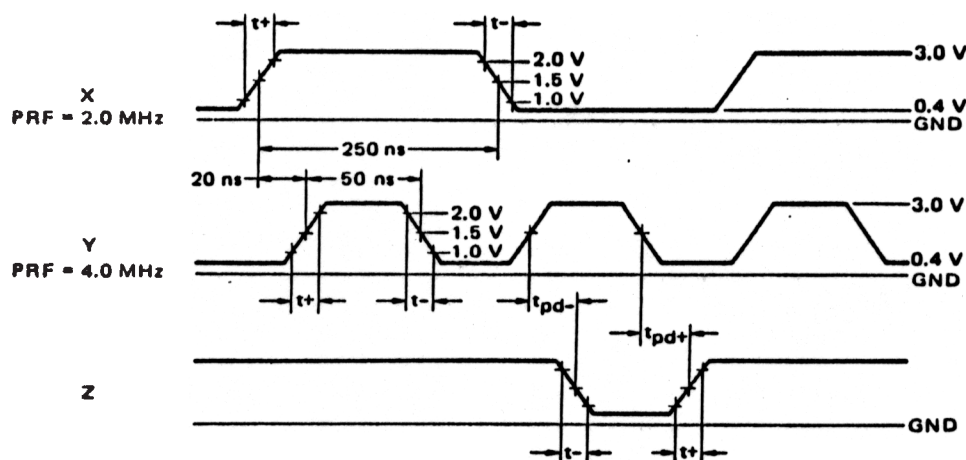 t+
t-
2.0 V
1.5 V
1.0 V
3.0 V
0.4 V
GND
X
PRF = 2.0 MHz
250 ns
20 ns
50 ns
2.0 V
1.5 V
1.0 V
3.0 V
0.4 V
GND
Y
PRF = 4.0 MHz
t+
t-
tpd-
tpd+
Z
GND
t-
t+